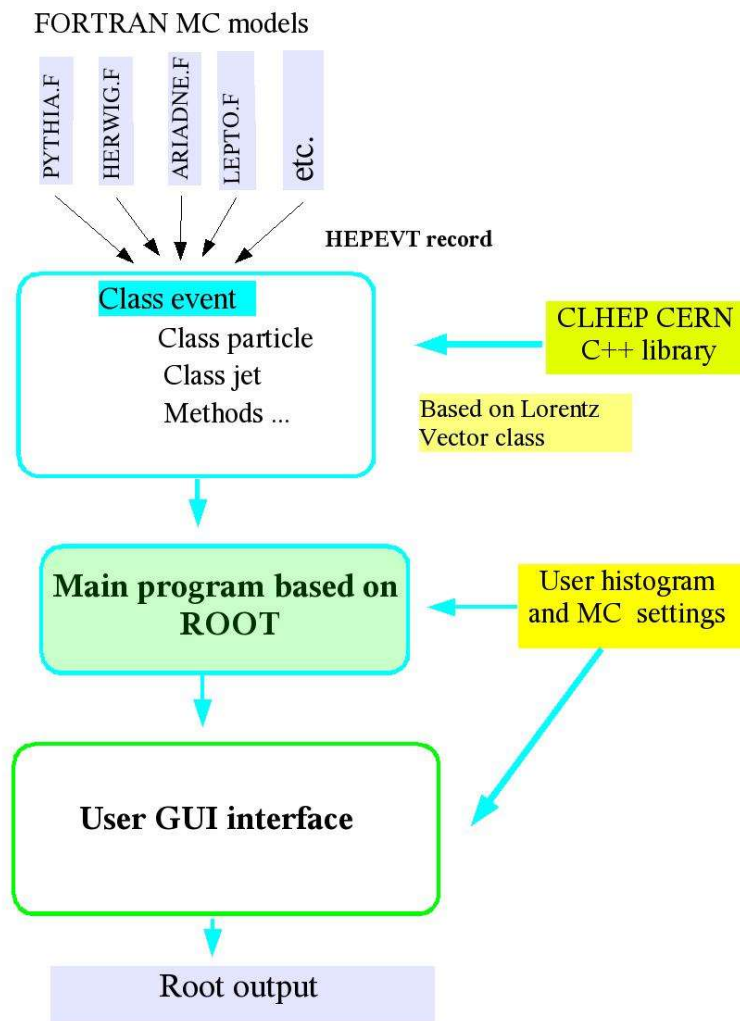 FORTRAN MC models
PYTHIA.F
HERWIG.F
ARIADNE.F
LEPTO.F
etc.
HEPEVT record
Class event
Class particle
Class jet
Methods ...
CLHEP CERN
C++ library
Based on Lorentz
Vector class
Main program based on
ROOT
User histogram
and MC settings
User GUI interface
Root output